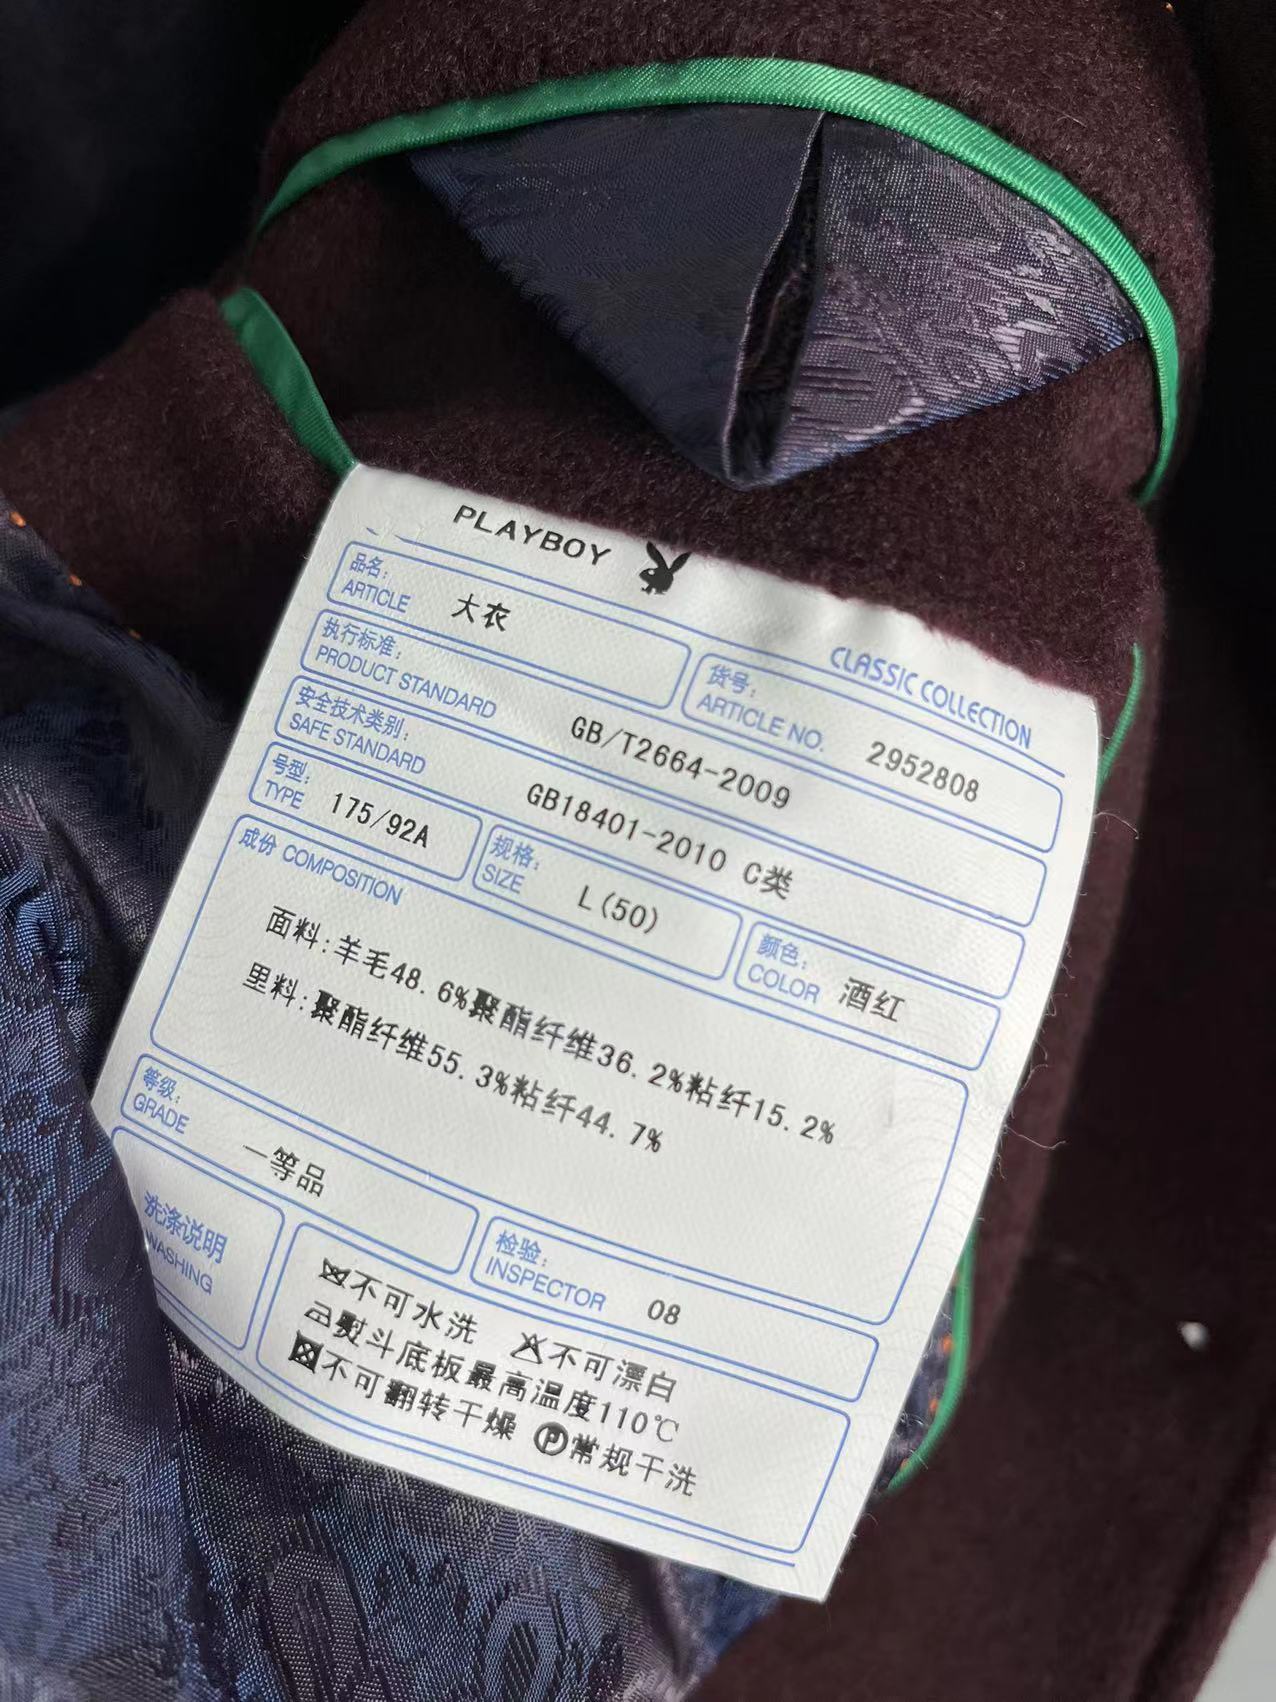 PLAYBOY
CLASSIC COLLECTION
品名:
ARTICLE
大衣
货号:
ARTICLE NO.
2952808
执行标准:
PRODUCT STANDARD
GB/T2664-2009
安全技术类别:
SAFE STANDARD
GB18401-2010 C类
号型:
TYPE
175/92A
规格:
SIZE
L(50)
颜色:
COLOR
酒红
成份 COMPOSITION
面料:羊毛48.6%聚酯纤维36.2%粘纤15.2%
里料:聚酯纤维55.3%粘纤44.7%
等级:
GRADE
一等品
检验:
INSPECTOR
08
洗涤说明
WASHING
不可水洗 不可漂白
熨斗底板最高温度110℃
不可翻转干燥 Ⓟ常规干洗